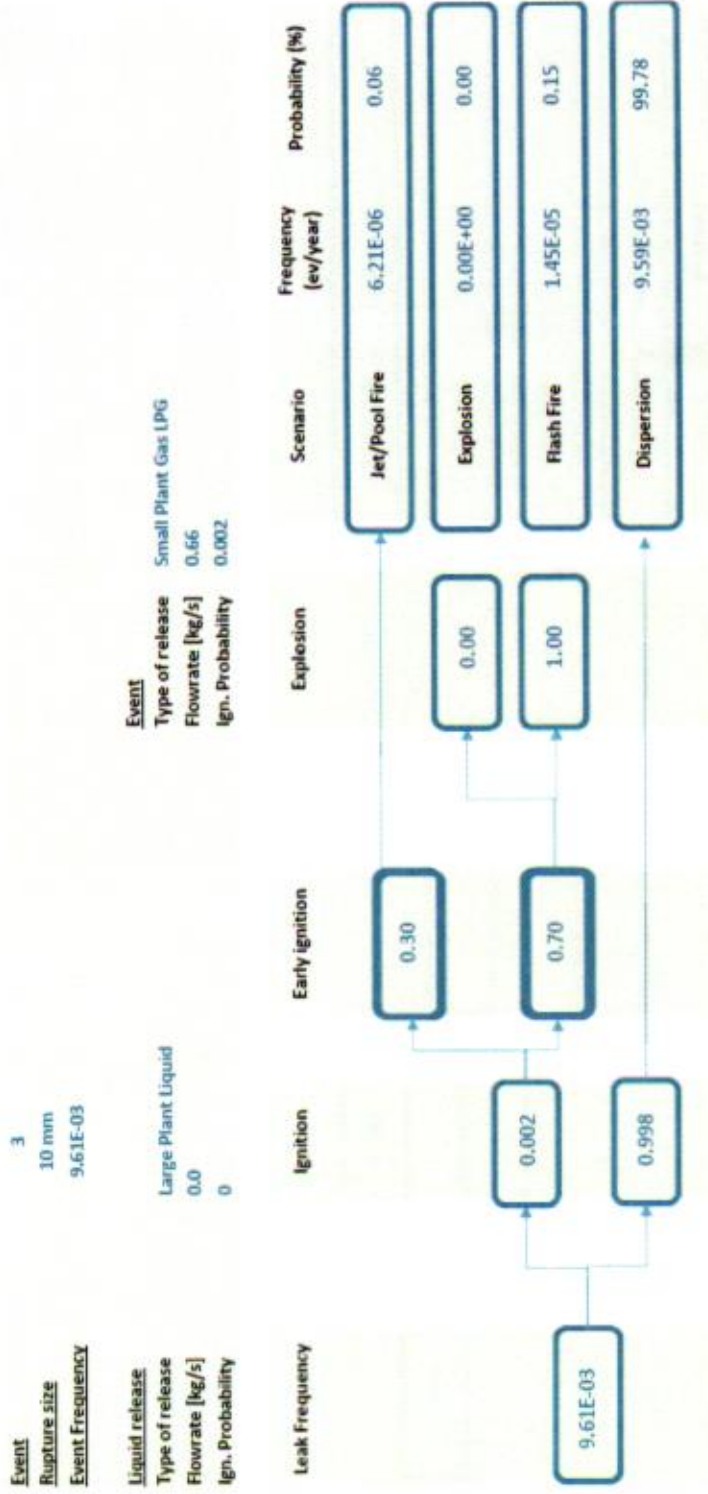 Event 3
Rupture size 10 mm
Event Frequency 9.61E-03
Liquid release
Type of release Large Plant Liquid
Flowrate [kg/s] 0.0
Ign. Probability 0
Event
Type of release Small Plant Gas LPG
Flowrate [kg/s] 0.66
Ign. Probability 0.002
Leak Frequency Ignition Early ignition Explosion Scenario Frequency (ev/year) Probability (%)
0.30 Jet/Pool Fire 6.21E-06 0.06
0.002 0.00 Explosion 0.00E+00 0.00
9.61E-03 0.70 1.00 Flash Fire 1.45E-05 0.15
0.998 Dispersion 9.59E-03 99.78